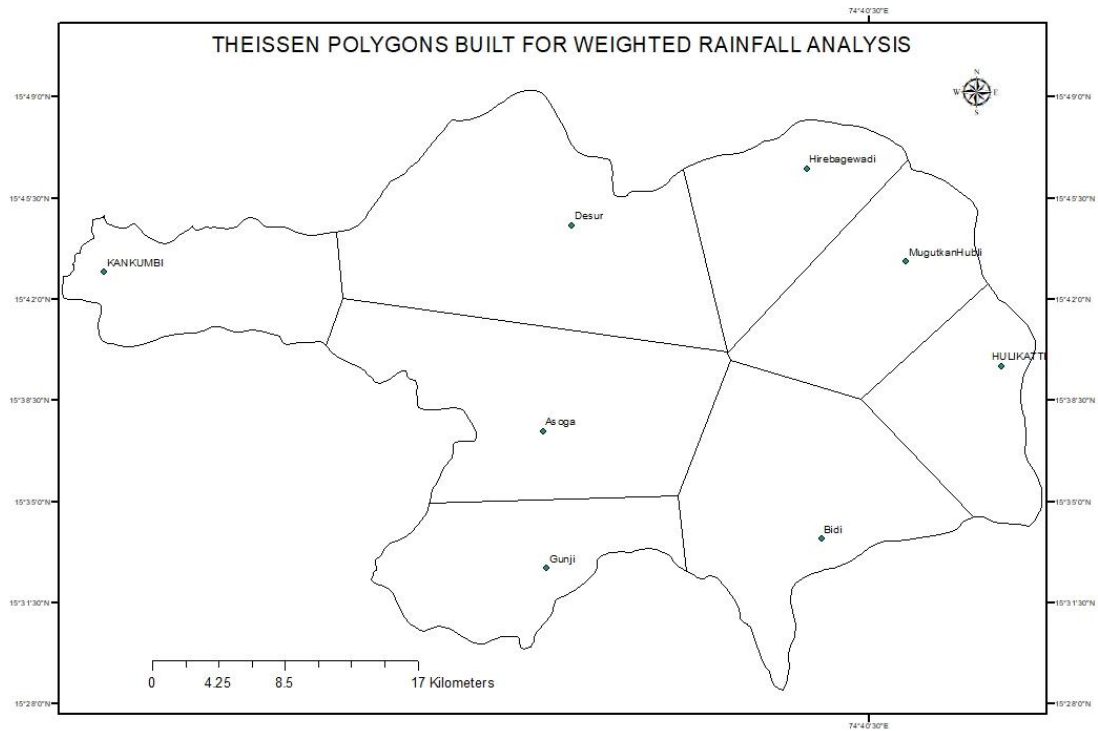 74°40'30"E
THEISSEN POLYGONS BUILT FOR WEIGHTED RAINFALL ANALYSIS
N
W E
S
15°49'0"N 15°49'0"N
Hirebagewadi
15°45'30"N 15°45'30"N
Desur
MugutkanHubli
KANKUMBI
15°42'0"N 15°42'0"N
HULIKATTI
15°38'30"N 15°38'30"N
Asoga
15°35'0"N 15°35'0"N
Bidi
Gunji
15°31'30"N 15°31'30"N
0 4.25 8.5 17 Kilometers
15°28'0"N 15°28'0"N
74°40'30"E